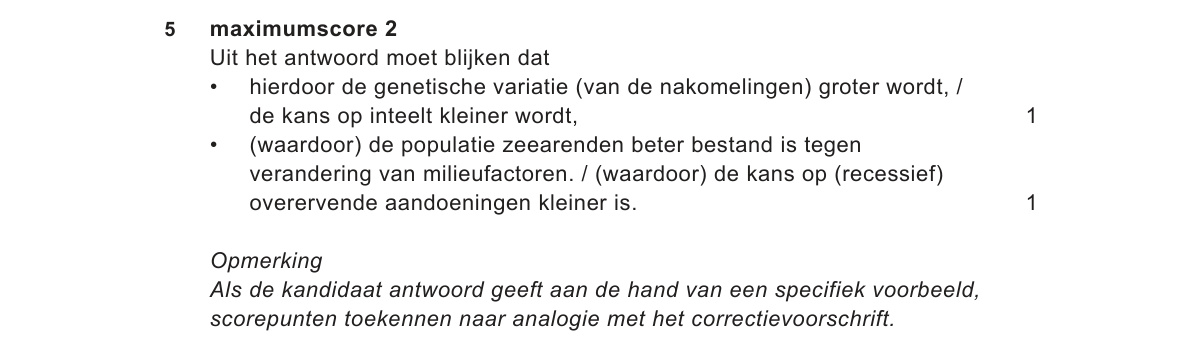 5 maximumscore 2
Uit het antwoord moet blijken dat
• hierdoor de genetische variatie (van de nakomelingen) groter wordt, /
de kans op inteelt kleiner wordt, 1
• (waardoor) de populatie zeearenden beter bestand is tegen
verandering van milieufactoren. / (waardoor) de kans op (recessief)
overervende aandoeningen kleiner is. 1
Opmerking
Als de kandidaat antwoord geeft aan de hand van een specifiek voorbeeld,
scorepunten toekennen naar analogie met het correctievoorschrift.